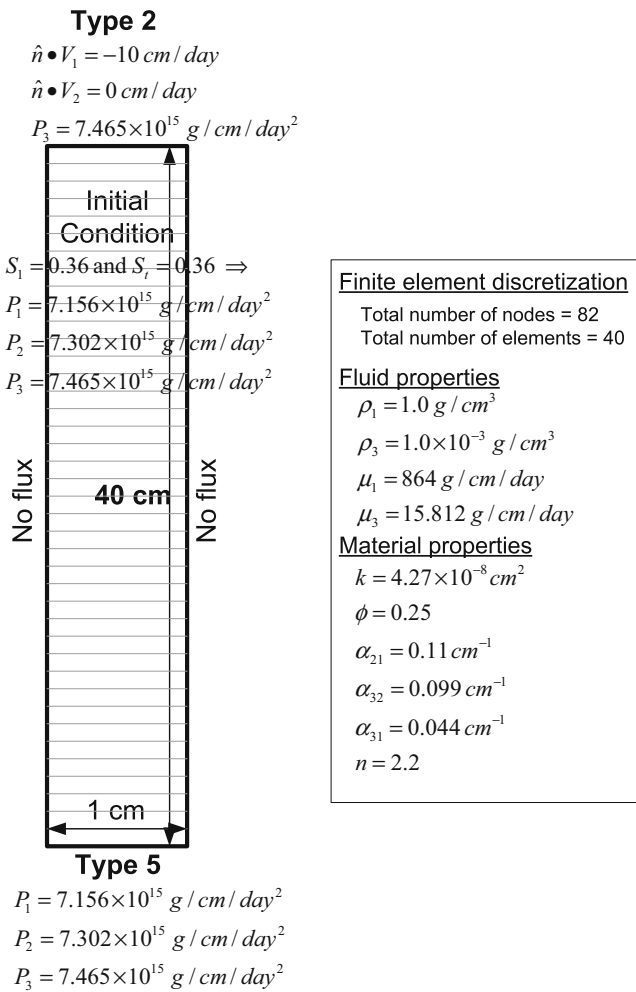 Type 2
n̂ • V₁ = −10 cm / day
n̂ • V₂ = 0 cm / day
P₃ = 7.465×10¹⁵ g / cm / day²
Initial
Condition
S₁ = 0.36 and Sₜ = 0.36 ⇒
P₁ = 7.156×10¹⁵ g / cm / day²
P₂ = 7.302×10¹⁵ g / cm / day²
P₃ = 7.465×10¹⁵ g / cm / day²
No flux
40 cm
No flux
1 cm
Type 5
P₁ = 7.156×10¹⁵ g / cm / day²
P₂ = 7.302×10¹⁵ g / cm / day²
P₃ = 7.465×10¹⁵ g / cm / day²
Finite element discretization
Total number of nodes = 82
Total number of elements = 40
Fluid properties
ρ₁ = 1.0 g / cm³
ρ₃ = 1.0×10⁻³ g / cm³
μ₁ = 864 g / cm / day
μ₃ = 15.812 g / cm / day
Material properties
k = 4.27×10⁻⁸ cm²
ϕ = 0.25
α₂₁ = 0.11 cm⁻¹
α₃₂ = 0.099 cm⁻¹
α₃₁ = 0.044 cm⁻¹
n = 2.2